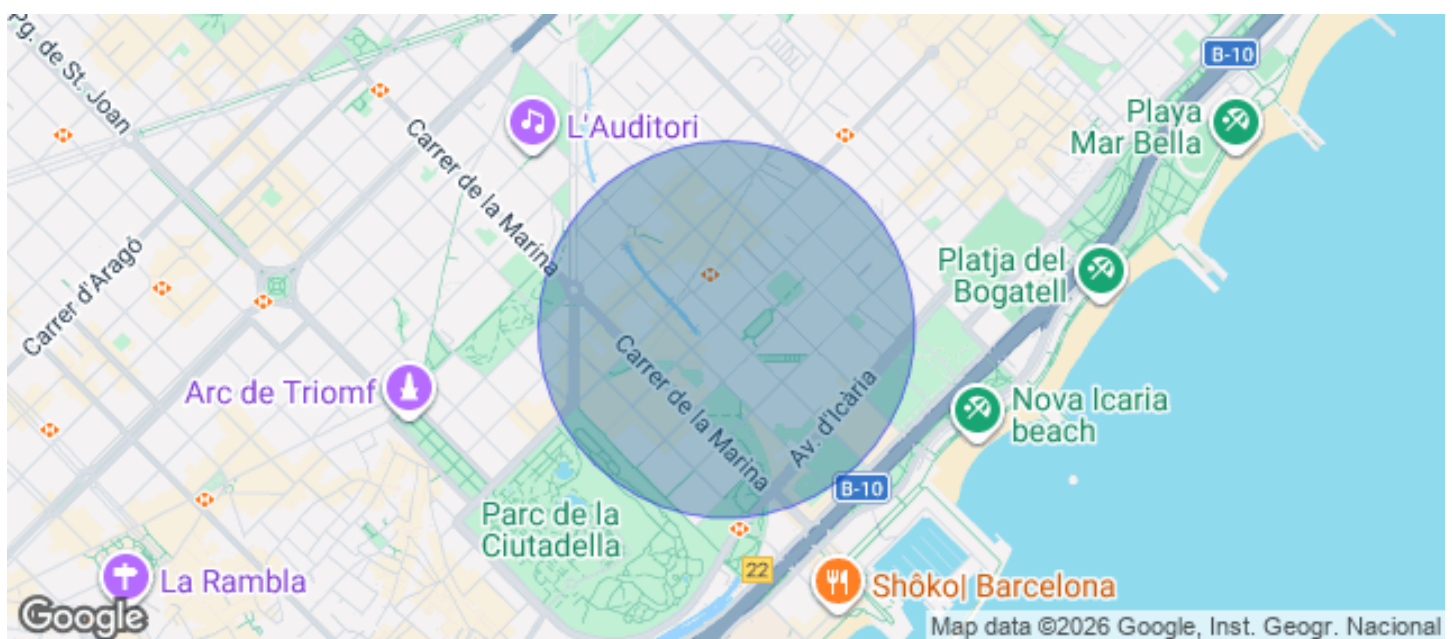 Pg. de St. Joan
B-10
Playa
Mar Bella
L'Auditori
Carrer de la Marina
Carrer d'Aragó
Platja del
Bogatell
Arc de Triomf
Carrer de la Marina
Av. d'Icària
Nova Icaria
beach
B-10
Parc de la
Ciutadella
22
La Rambla
Shôko| Barcelona
Google
Map data ©2026 Google, Inst. Geogr. Nacional